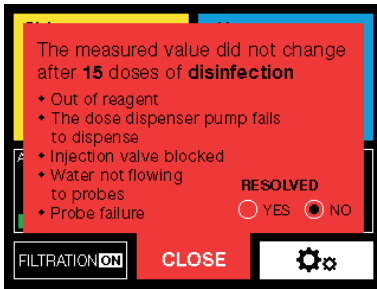 The measured value did not change
after 15 doses of disinfection
• Out of reagent
• The dose dispenser pump fails
to dispense
• Injection valve blocked
• Water not flowing
to probes
• Probe failure
RESOLVED
YES NO
FILTRATION ON
CLOSE